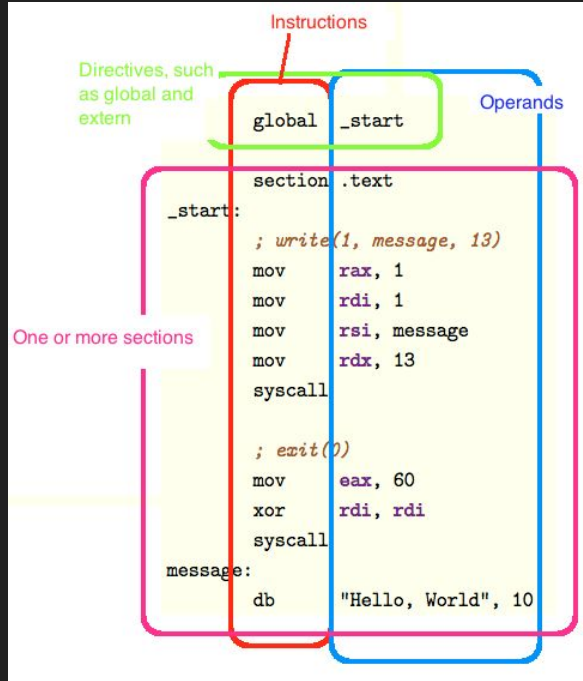 Instructions
Directives, such
as global and
extern
Operands
global _start
section .text
_start:
; write(1, message, 13)
mov rax, 1
mov rdi, 1
One or more sections
mov rsi, message
mov rdx, 13
syscall
; exit(0)
mov eax, 60
xor rdi, rdi
syscall
message:
db "Hello, World", 10